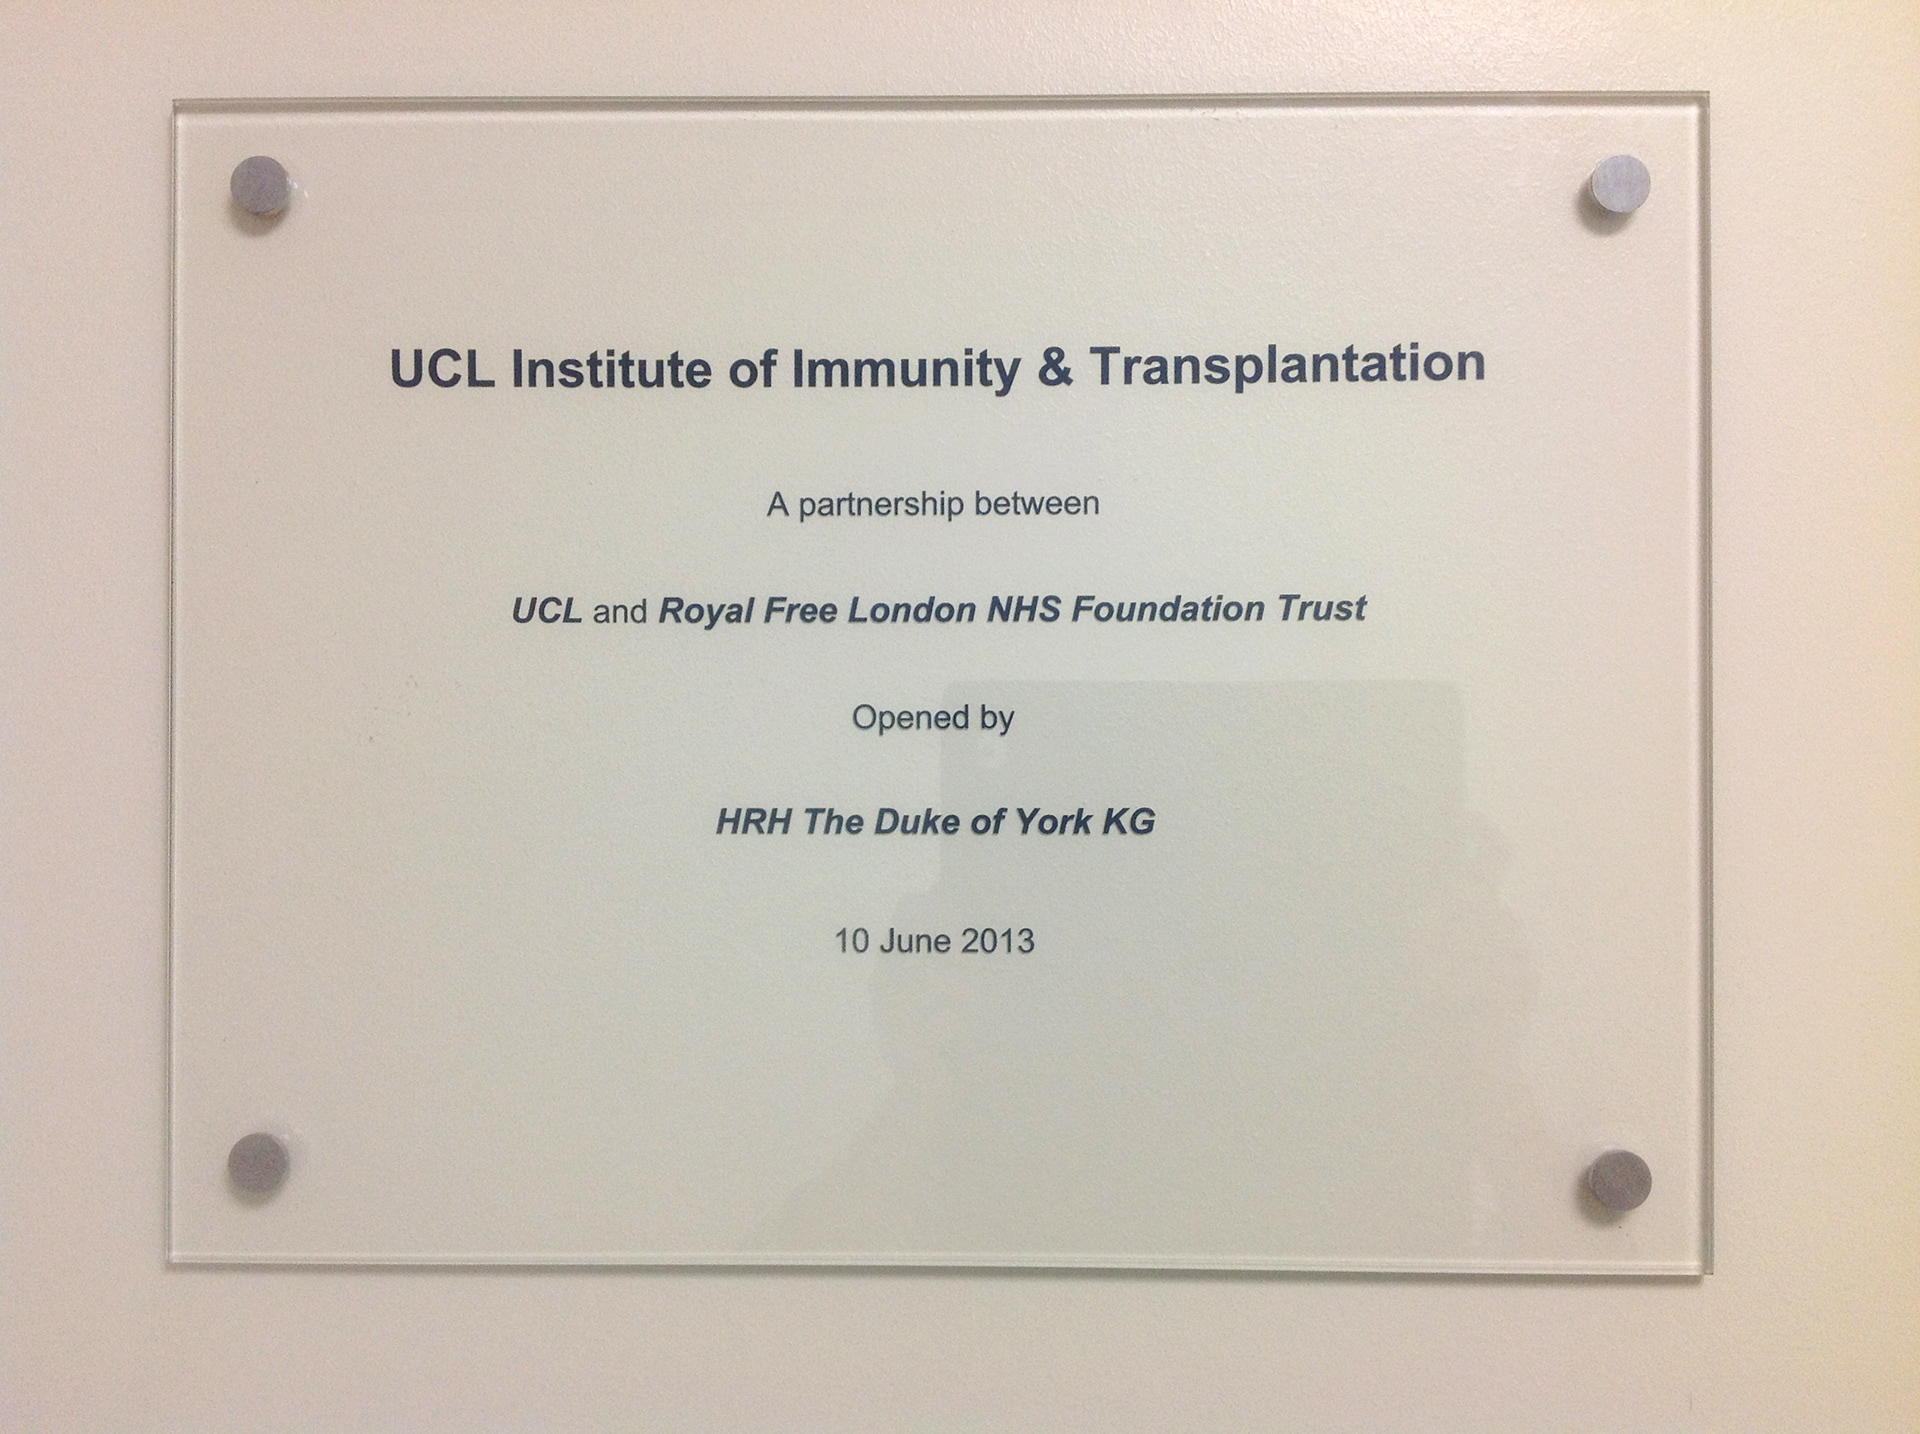 UCL Institute of Immunity & Transplantation
A partnership between
UCL and Royal Free London NHS Foundation Trust
Opened by
HRH The Duke of York KG
10 June 2013